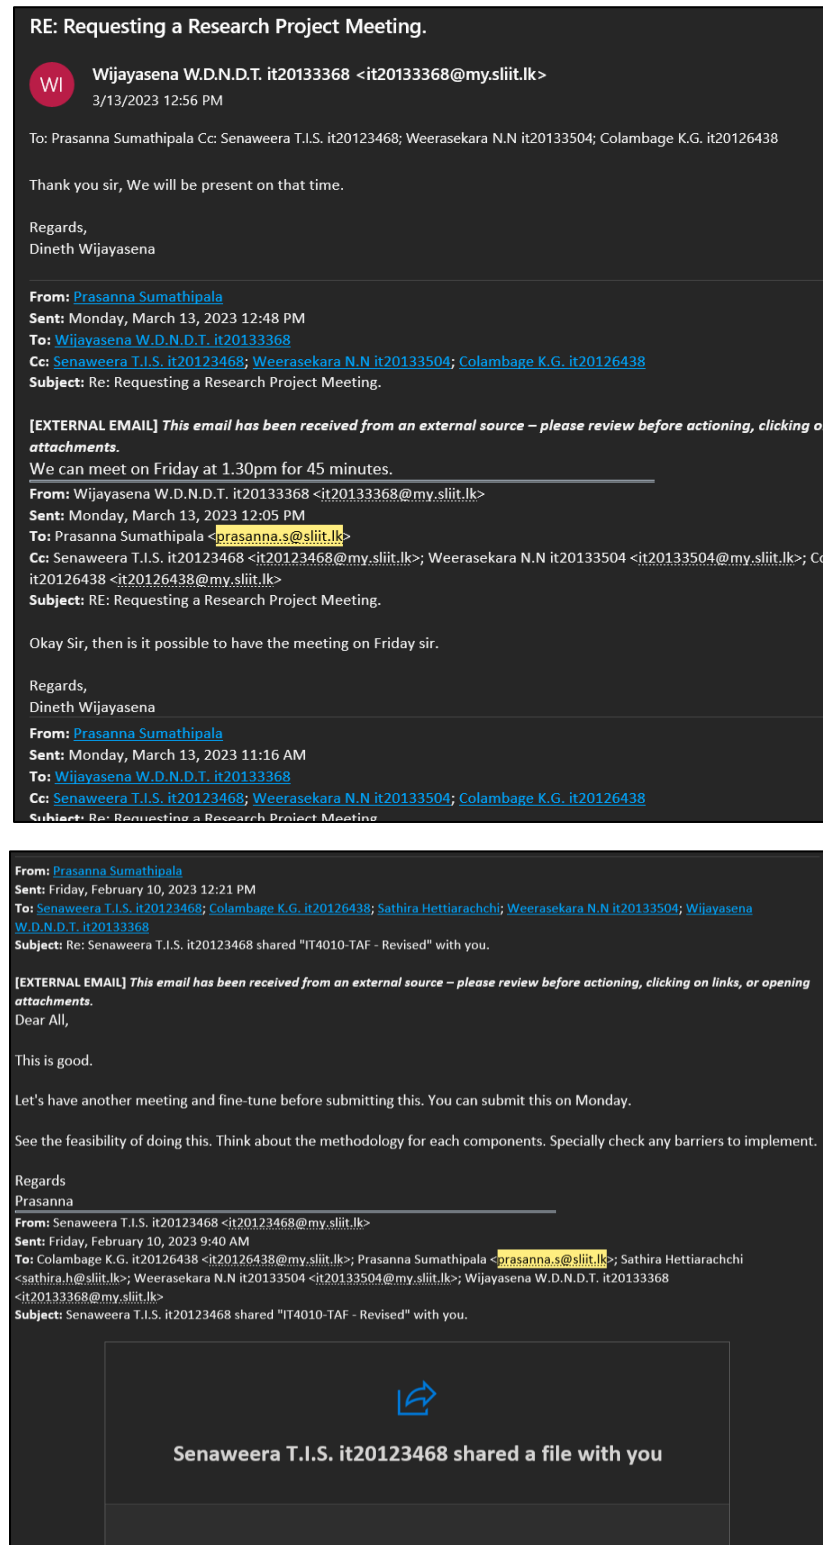 RE: Requesting a Research Project Meeting.
WI
Wijayasena W.D.N.D.T. it20133368 <it20133368@my.sliit.lk>
3/13/2023 12:56 PM
To: Prasanna Sumathipala Cc: Senaweera T.I.S. it20123468; Weerasekara N.N it20133504; Colambage K.G. it20126438
Thank you sir, We will be present on that time.
Regards,
Dineth Wijayasena
From: Prasanna Sumathipala
Sent: Monday, March 13, 2023 12:48 PM
To: Wijayasena W.D.N.D.T. it20133368
Cc: Senaweera T.I.S. it20123468; Weerasekara N.N it20133504; Colambage K.G. it20126438
Subject: Re: Requesting a Research Project Meeting.
[EXTERNAL EMAIL] This email has been received from an external source – please review before actioning, clicking o
attachments.
We can meet on Friday at 1.30pm for 45 minutes.
From: Wijayasena W.D.N.D.T. it20133368 <it20133368@my.sliit.lk>
Sent: Monday, March 13, 2023 12:05 PM
To: Prasanna Sumathipala <prasanna.s@sliit.lk>
Cc: Senaweera T.I.S. it20123468 <it20123468@my.sliit.lk>; Weerasekara N.N it20133504 <it20133504@my.sliit.lk>; Co
it20126438 <it20126438@my.sliit.lk>
Subject: RE: Requesting a Research Project Meeting.
Okay Sir, then is it possible to have the meeting on Friday sir.
Regards,
Dineth Wijayasena
From: Prasanna Sumathipala
Sent: Monday, March 13, 2023 11:16 AM
To: Wijayasena W.D.N.D.T. it20133368
Cc: Senaweera T.I.S. it20123468; Weerasekara N.N it20133504; Colambage K.G. it20126438
Subject: Re: Requesting a Research Project Meeting
From: Prasanna Sumathipala
Sent: Friday, February 10, 2023 12:21 PM
To: Senaweera T.I.S. it20123468; Colambage K.G. it20126438; Sathira Hettiarachchi; Weerasekara N.N it20133504; Wijayasena
W.D.N.D.T. it20133368
Subject: Re: Senaweera T.I.S. it20123468 shared "IT4010-TAF - Revised" with you.
[EXTERNAL EMAIL] This email has been received from an external source – please review before actioning, clicking on links, or opening
attachments.
Dear All,
This is good.
Let's have another meeting and fine-tune before submitting this. You can submit this on Monday.
See the feasibility of doing this. Think about the methodology for each components. Specially check any barriers to implement.
Regards
Prasanna
From: Senaweera T.I.S. it20123468 <it20123468@my.sliit.lk>
Sent: Friday, February 10, 2023 9:40 AM
To: Colambage K.G. it20126438 <it20126438@my.sliit.lk>; Prasanna Sumathipala <prasanna.s@sliit.lk>; Sathira Hettiarachchi
<sathira.h@sliit.lk>; Weerasekara N.N it20133504 <it20133504@my.sliit.lk>; Wijayasena W.D.N.D.T. it20133368
<it20133368@my.sliit.lk>
Subject: Senaweera T.I.S. it20123468 shared "IT4010-TAF - Revised" with you.
Senaweera T.I.S. it20123468 shared a file with you